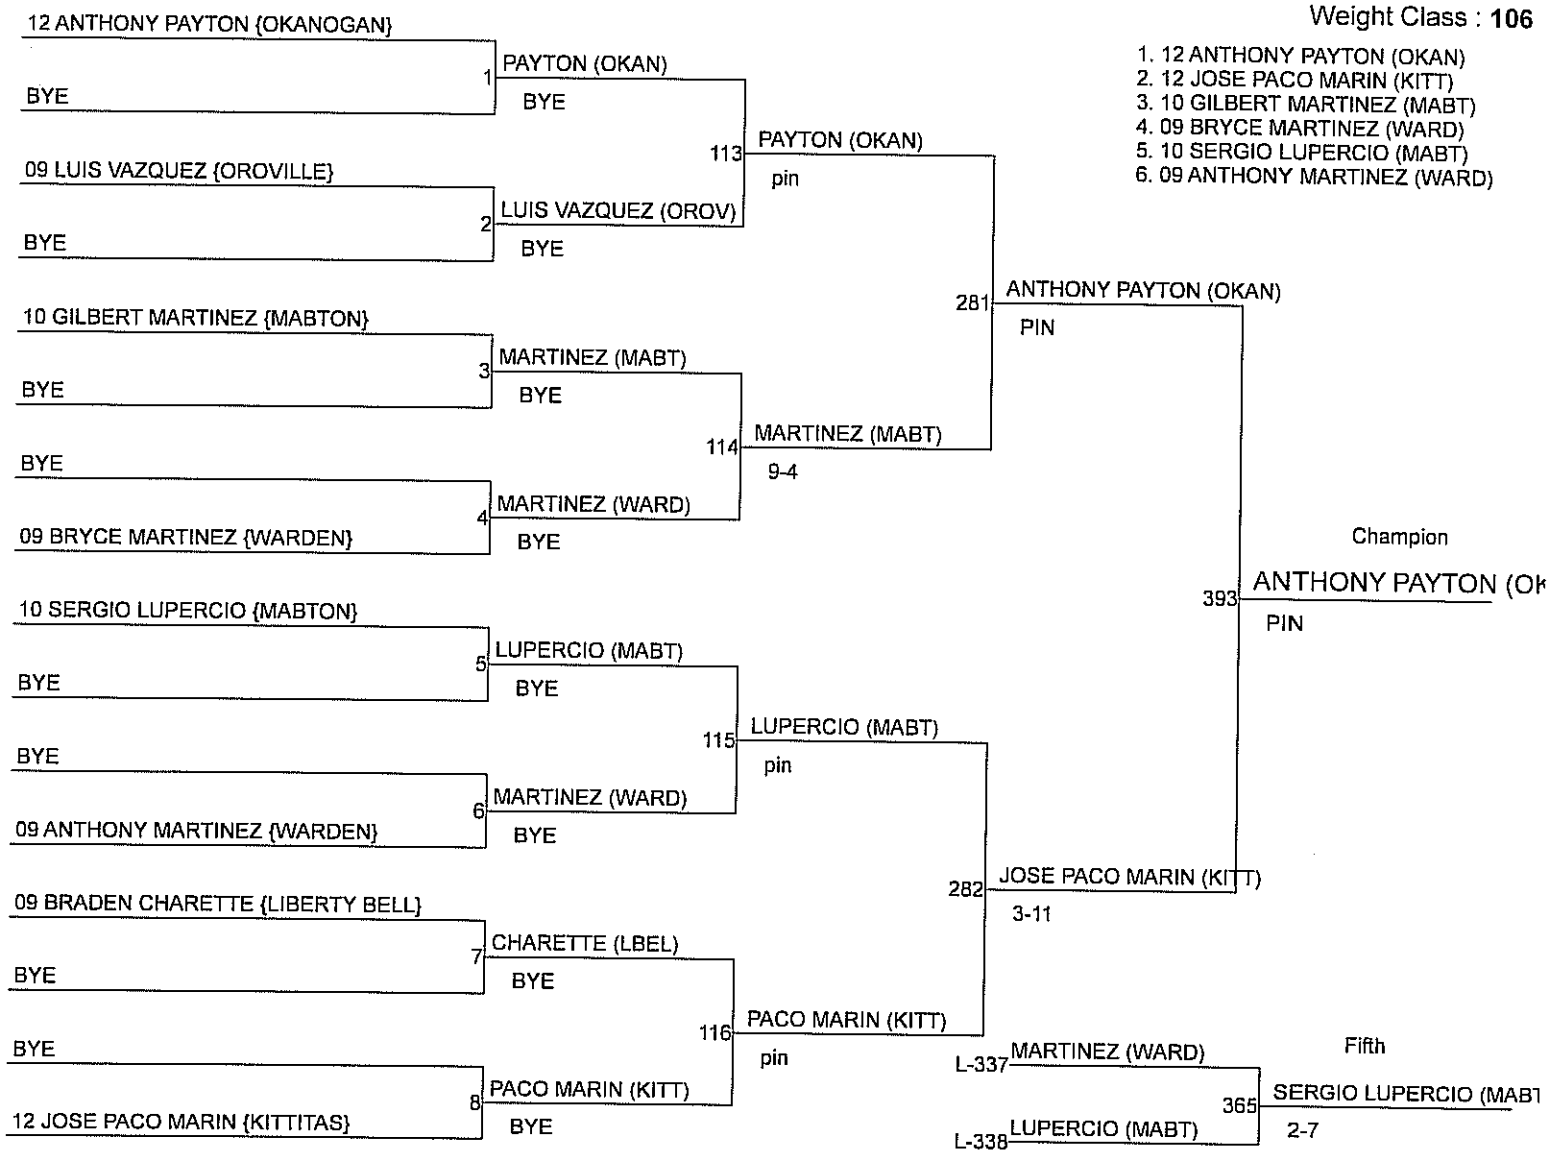 Weight Class : 106
1. 12 ANTHONY PAYTON (OKAN)
2. 12 JOSE PACO MARIN (KITT)
3. 10 GILBERT MARTINEZ (MABT)
4. 09 BRYCE MARTINEZ (WARD)
5. 10 SERGIO LUPERCIO (MABT)
6. 09 ANTHONY MARTINEZ (WARD)
12 ANTHONY PAYTON {OKANOGAN}
1 PAYTON (OKAN)
BYE
BYE
113 PAYTON (OKAN)
pin
09 LUIS VAZQUEZ {OROVILLE}
2 LUIS VAZQUEZ (OROV)
BYE
BYE
281 ANTHONY PAYTON (OKAN)
PIN
10 GILBERT MARTINEZ {MABTON}
3 MARTINEZ (MABT)
BYE
BYE
114 MARTINEZ (MABT)
9-4
BYE
4 MARTINEZ (WARD)
09 BRYCE MARTINEZ {WARDEN}
BYE
Champion
393 ANTHONY PAYTON (OK
PIN
10 SERGIO LUPERCIO {MABTON}
5 LUPERCIO (MABT)
BYE
BYE
115 LUPERCIO (MABT)
pin
BYE
6 MARTINEZ (WARD)
09 ANTHONY MARTINEZ {WARDEN}
BYE
282 JOSE PACO MARIN (KITT)
3-11
09 BRADEN CHARETTE {LIBERTY BELL}
7 CHARETTE (LBEL)
BYE
BYE
116 PACO MARIN (KITT)
pin
BYE
8 PACO MARIN (KITT)
12 JOSE PACO MARIN {KITTITAS}
BYE
Fifth
L-337 MARTINEZ (WARD)
365 SERGIO LUPERCIO (MABT
2-7
L-338 LUPERCIO (MABT)